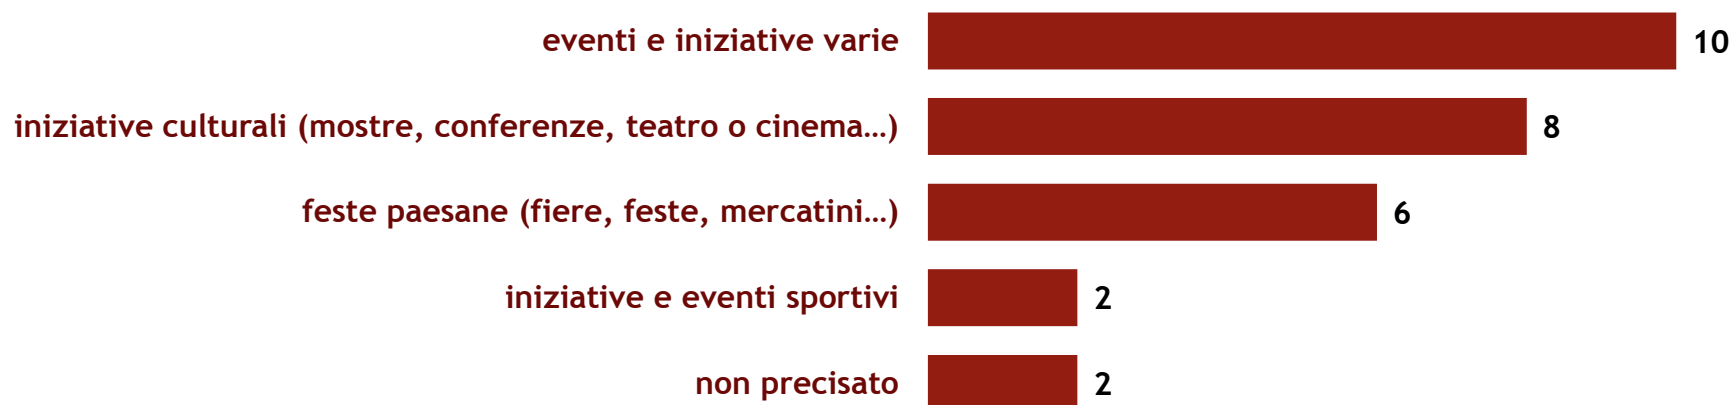 eventi e iniziative varie 10
iniziative culturali (mostre, conferenze, teatro o cinema…) 8
feste paesane (fiere, feste, mercatini…) 6
iniziative e eventi sportivi 2
non precisato 2